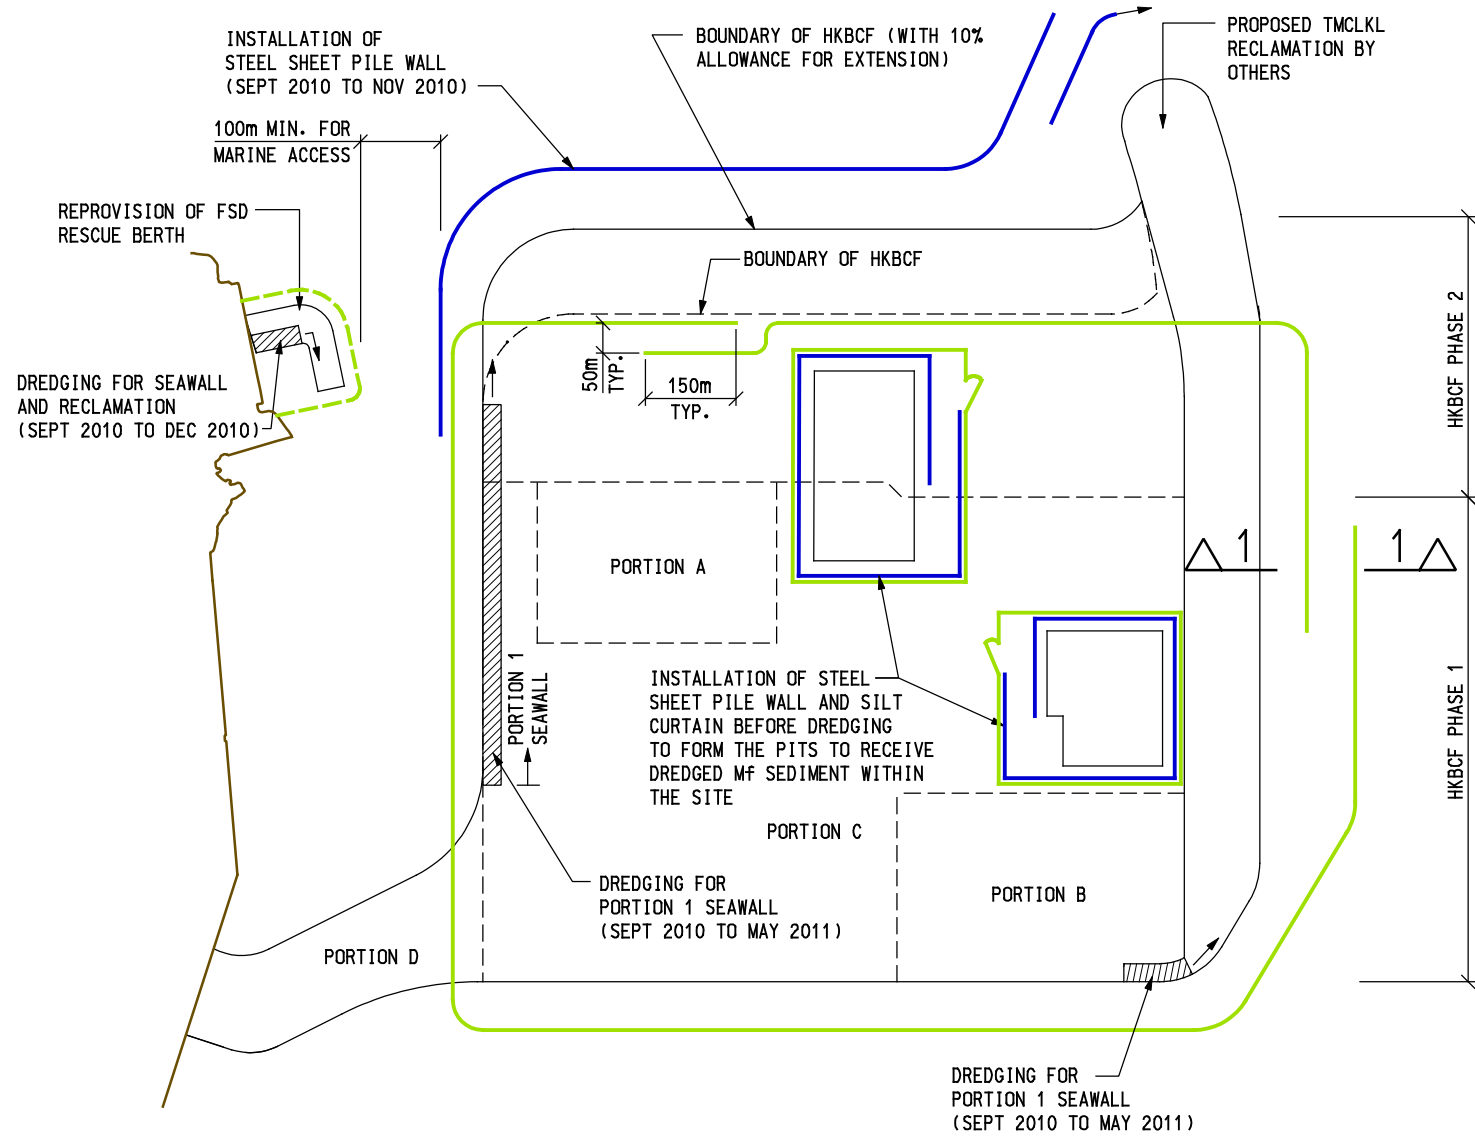 INSTALLATION OF
STEEL SHEET PILE WALL
(SEPT 2010 TO NOV 2010)
BOUNDARY OF HKBCF (WITH 10%
ALLOWANCE FOR EXTENSION)
PROPOSED TMCLKL
RECLAMATION BY
OTHERS
100m MIN. FOR
MARINE ACCESS
REPROVISION OF FSD
RESCUE BERTH
BOUNDARY OF HKBCF
DREDGING FOR SEAWALL
AND RECLAMATION
(SEPT 2010 TO DEC 2010)
50m
TYP.
150m
TYP.
HKBCF PHASE 2
PORTION A
1
1
PORTION 1
SEAWALL
INSTALLATION OF STEEL
SHEET PILE WALL AND SILT
CURTAIN BEFORE DREDGING
TO FORM THE PITS TO RECEIVE
DREDGED Mf SEDIMENT WITHIN
THE SITE
HKBCF PHASE 1
PORTION C
DREDGING FOR
PORTION 1 SEAWALL
(SEPT 2010 TO MAY 2011)
PORTION B
PORTION D
DREDGING FOR
PORTION 1 SEAWALL
(SEPT 2010 TO MAY 2011)